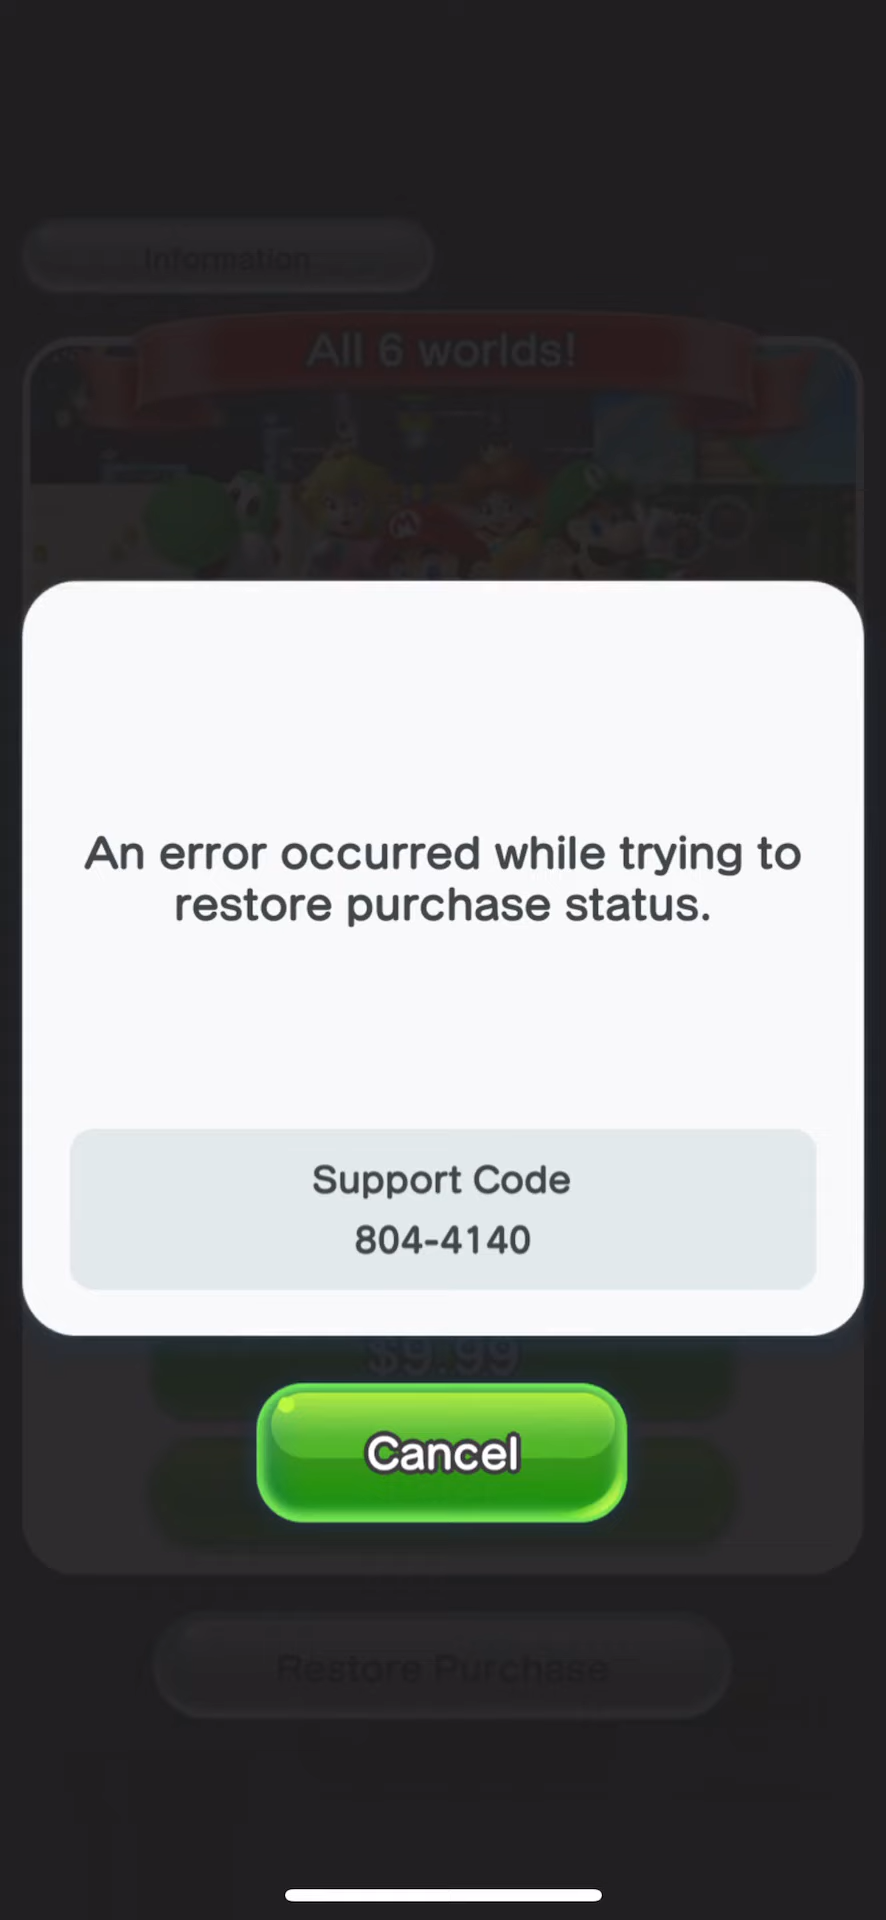 Information
All 6 worlds!
An error occurred while trying to
restore purchase status.
Support Code
804-4140
$9.99
Cancel
Restore Purchase